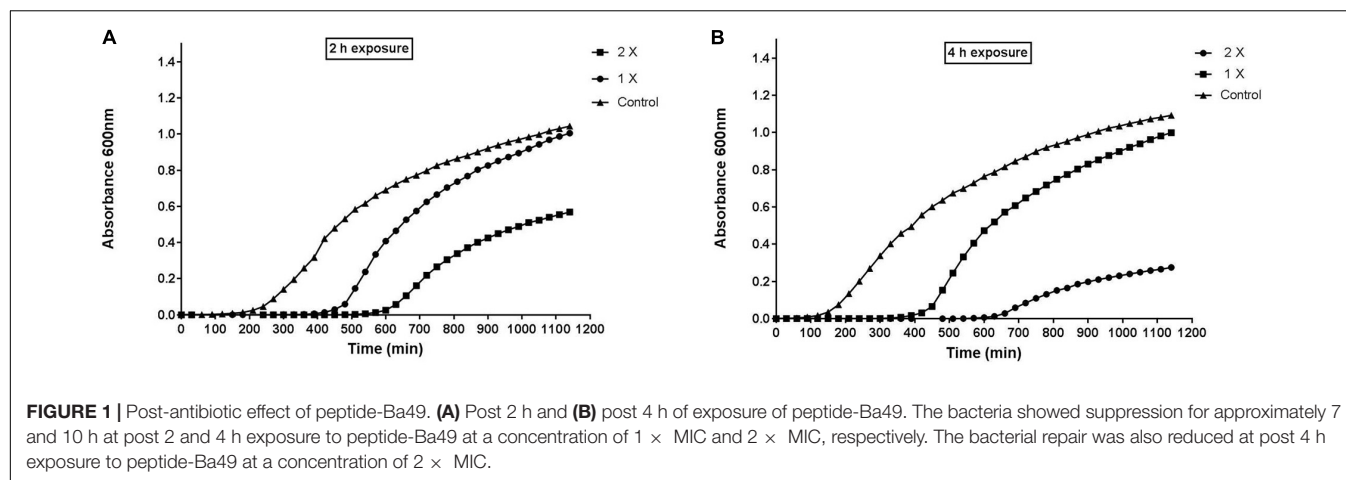 A
2 h exposure
2 X
1 X
Control
1.4
1.2
1.0
0.8
0.6
0.4
0.2
0.0
Absorbance 600nm
0 100 200 300 400 500 600 700 800 900 1000 1100 1200
Time (min)
B
4 h exposure
2 X
1 X
Control
1.4
1.2
1.0
0.8
0.6
0.4
0.2
0.0
Absorbance 600nm
0 100 200 300 400 500 600 700 800 900 1000 1100 1200
Time (min)
FIGURE 1 | Post-antibiotic effect of peptide-Ba49. (A) Post 2 h and (B) post 4 h of exposure of peptide-Ba49. The bacteria showed suppression for approximately 7
and 10 h at post 2 and 4 h exposure to peptide-Ba49 at a concentration of 1 × MIC and 2 × MIC, respectively. The bacterial repair was also reduced at post 4 h
exposure to peptide-Ba49 at a concentration of 2 × MIC.